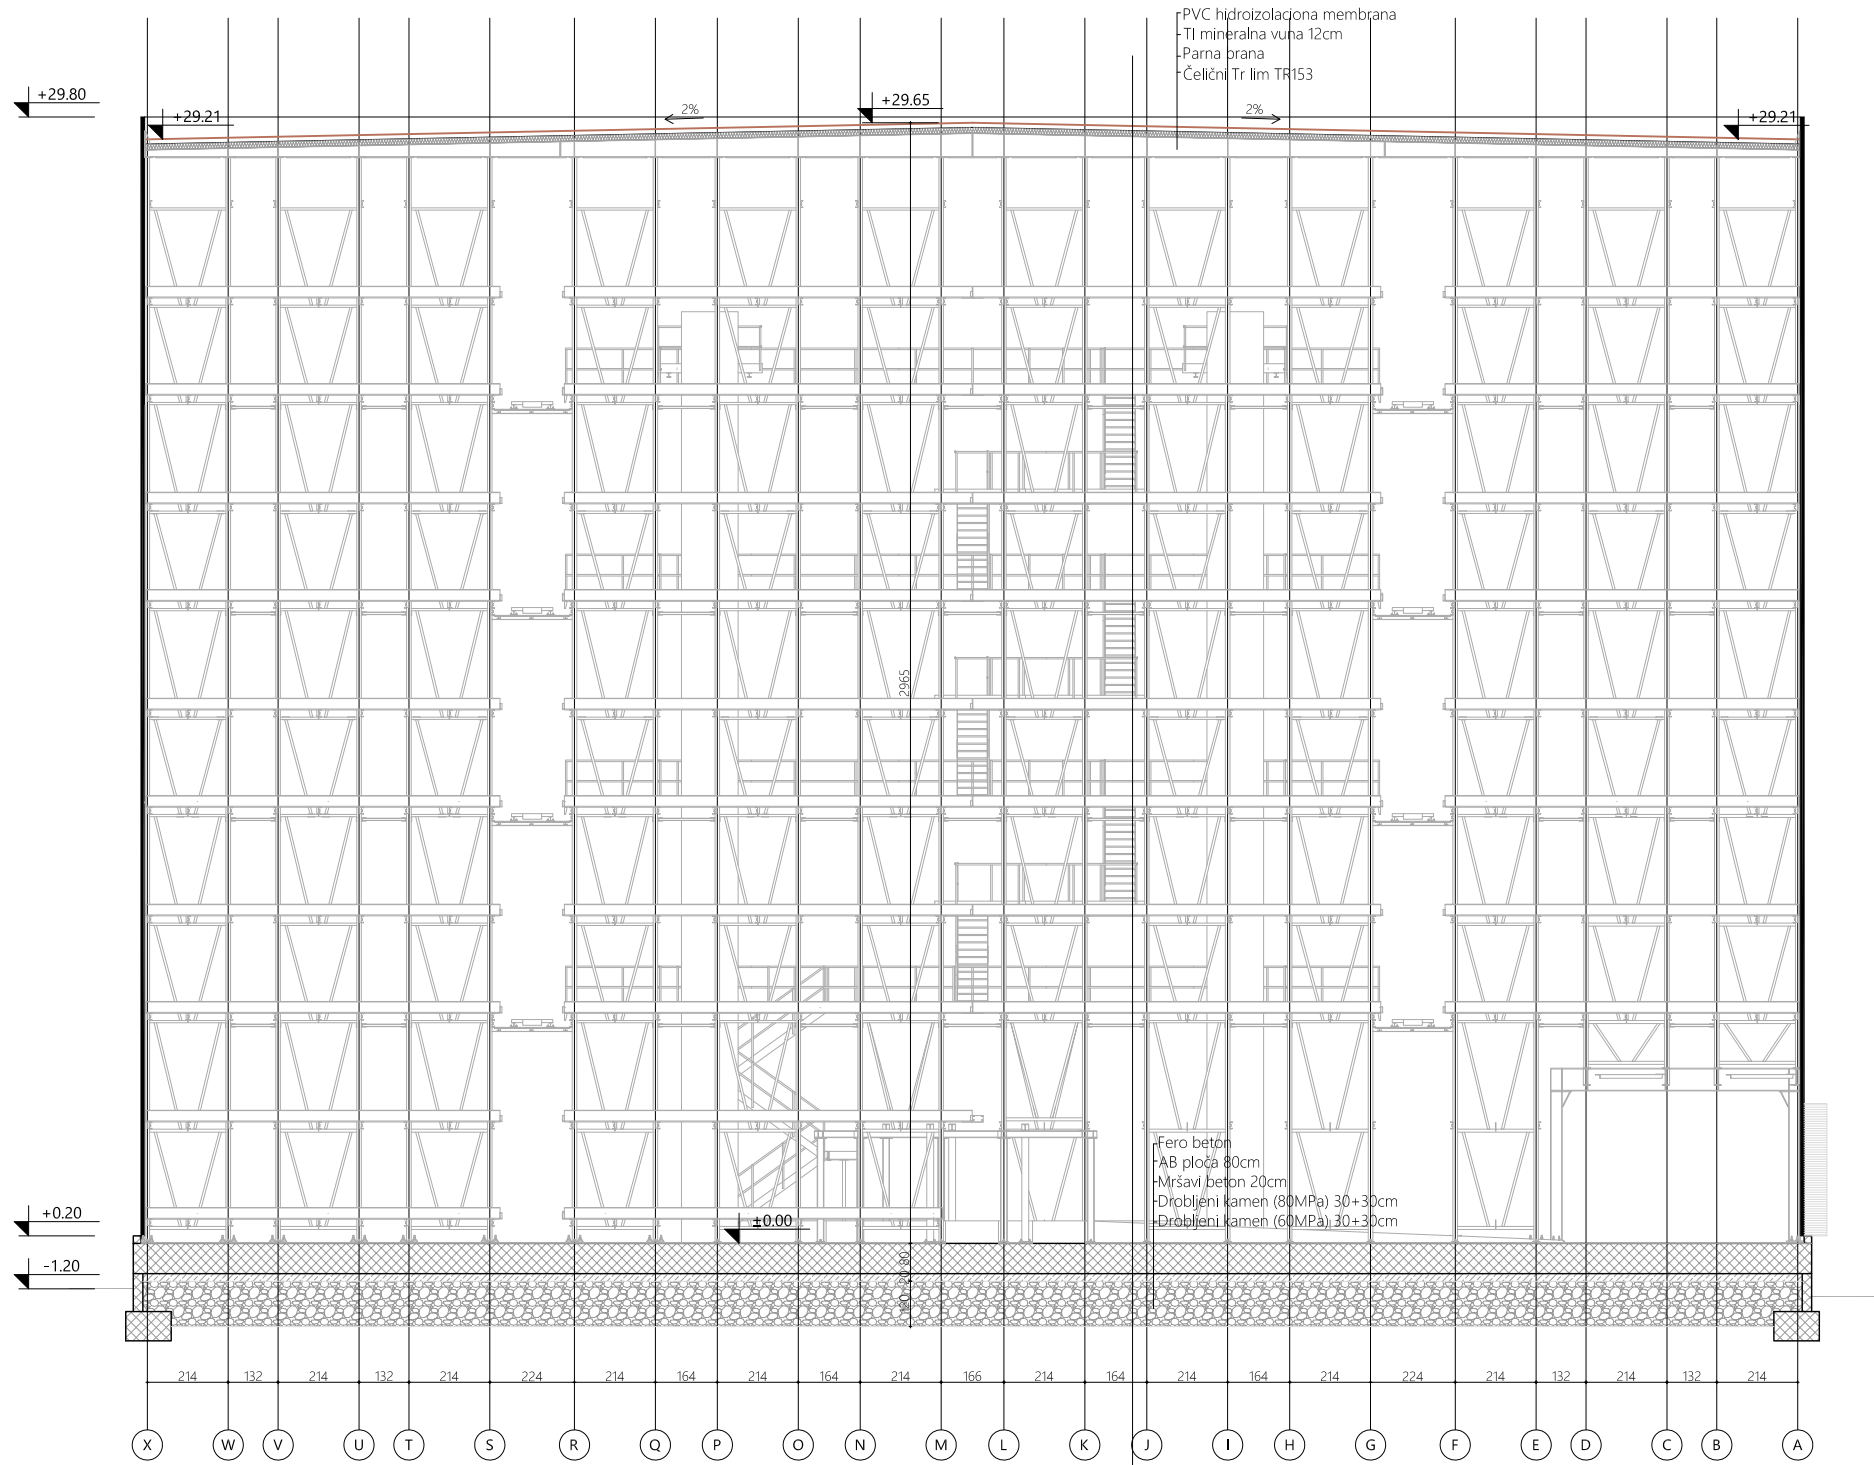 PVC hidroizolaciona membrana
TI mineralna vuna 12cm
Parna brana
Čelični Tr lim TR153
+29.80
+29.21
2%
+29.65
2%
+29.21
2965
Fero beton
AB ploča 80cm
Mršavi beton 20cm
Drobljeni kamen (80MPa) 30+30cm
Drobljeni kamen (60MPa) 30+30cm
+0.20
±0.00
-1.20
120 20 80
214 132 214 132 214 224 214 164 214 164 214 166 214 164 214 164 214 224 214 132 214 132 214
X W V U T S R Q P O N M L K J I H G F E D C B A